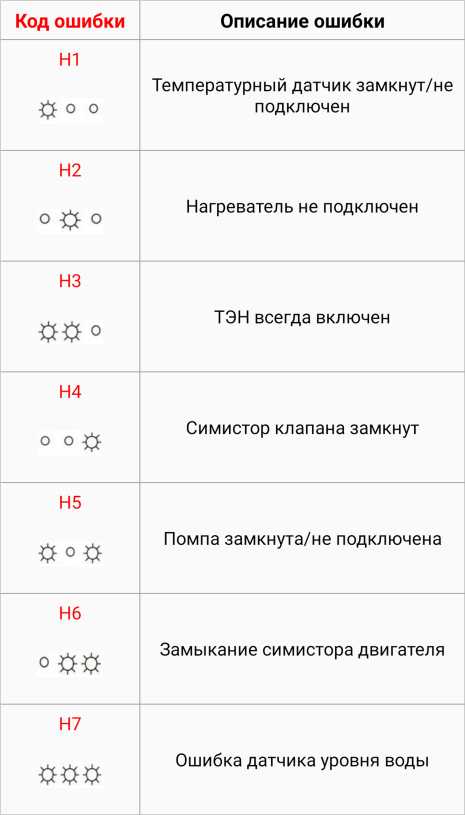 Код ошибки Описание ошибки
H1
Температурный датчик замкнут/не
подключен
H2
Нагреватель не подключен
H3
ТЭН всегда включен
H4
Симистор клапана замкнут
H5
Помпа замкнута/не подключена
H6
Замыкание симистора двигателя
H7
Ошибка датчика уровня воды